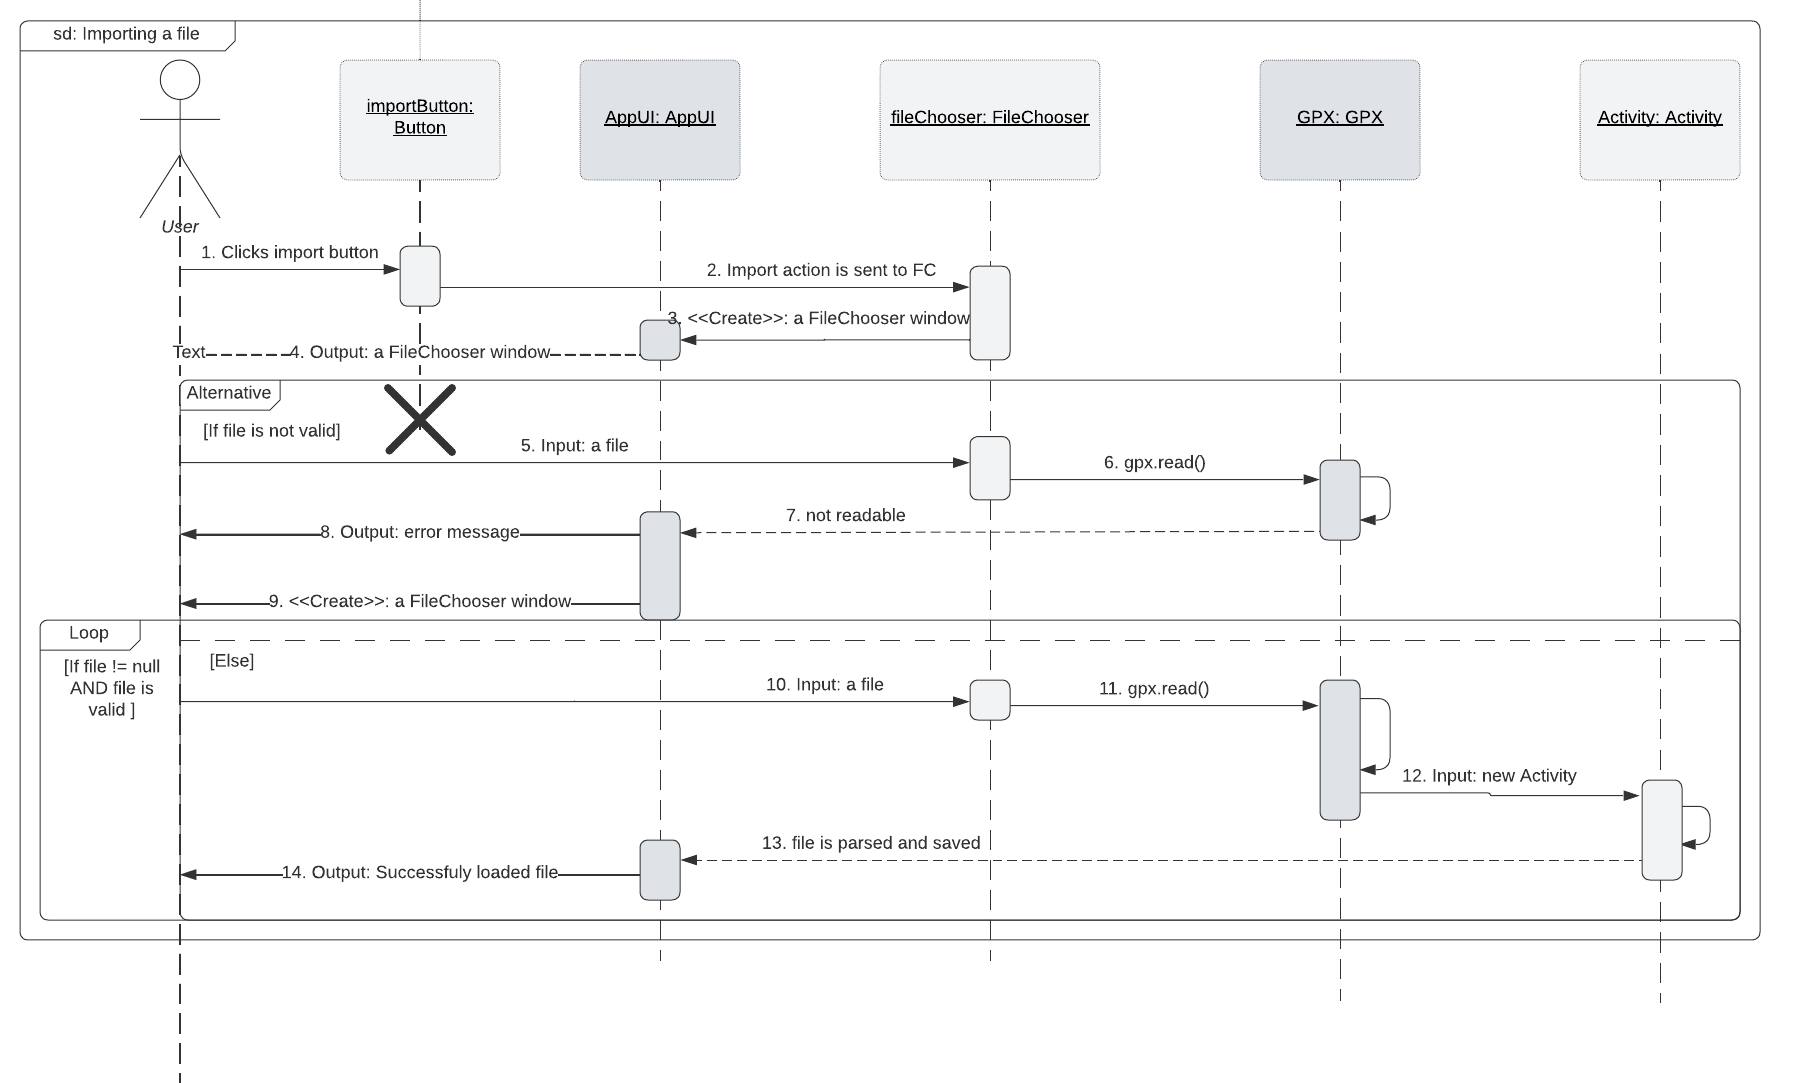 sd: Importing a file
importButton:
Button
AppUI: AppUI
fileChooser: FileChooser
GPX: GPX
Activity: Activity
User
1. Clicks import button
2. Import action is sent to FC
3. <<Create>>: a FileChooser window
Text
4. Output: a FileChooser window
Alternative
[If file is not valid]
5. Input: a file
6. gpx.read()
7. not readable
8. Output: error message
9. <<Create>>: a FileChooser window
Loop
[If file != null
AND file is
valid ]
[Else]
10. Input: a file
11. gpx.read()
12. Input: new Activity
13. file is parsed and saved
14. Output: Successfuly loaded file